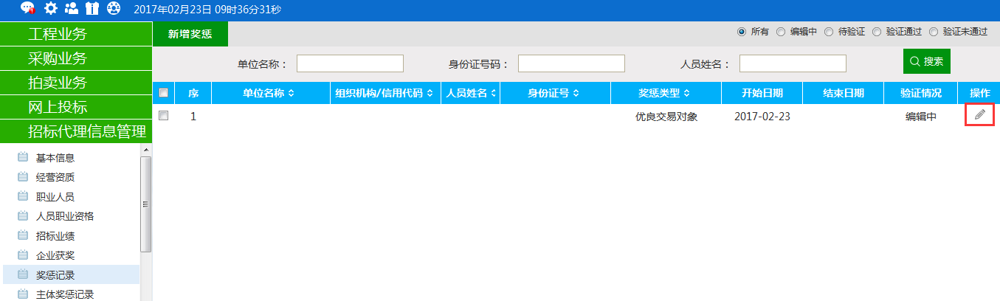 2017年02月23日 09时36分31秒
工程业务
采购业务
拍卖业务
网上投标
招标代理信息管理
基本信息
经营资质
职业人员
人员职业资格
招标业绩
企业获奖
奖惩记录
主体奖惩记录
新增奖惩
所有 编辑中 待验证 验证通过 验证未通过
单位名称： 身份证号码： 人员姓名： 搜索
序 单位名称 组织机构/信用代码 人员姓名 身份证号 奖惩类型 开始日期 结束日期 验证情况 操作
1 优良交易对象 2017-02-23 编辑中